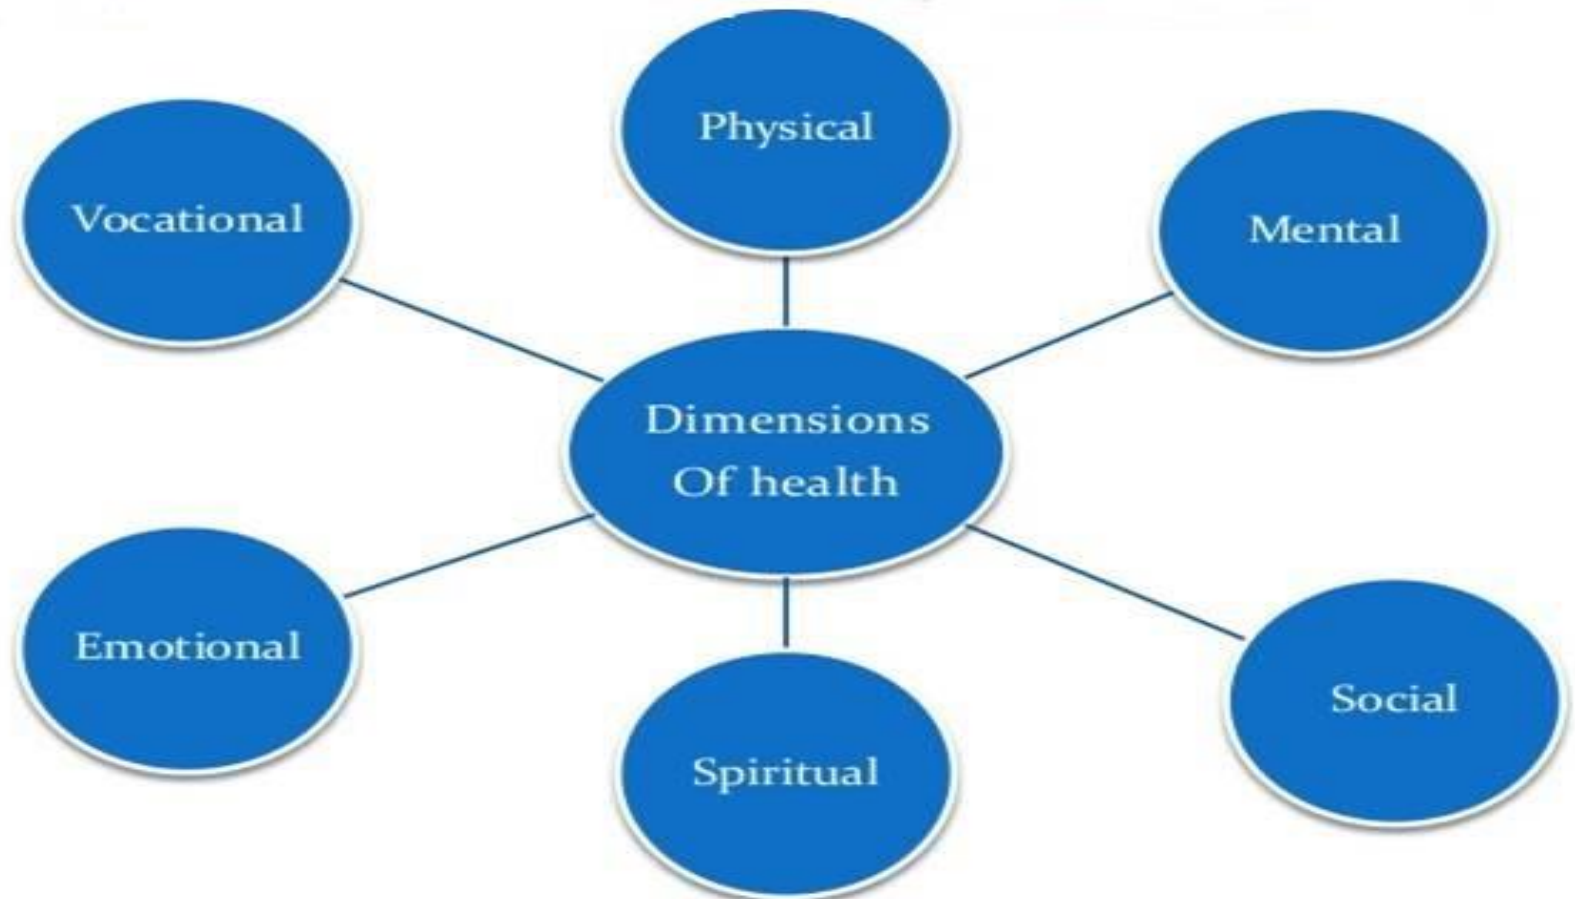 Physical
Vocational
Mental
Dimensions
Of health
Emotional
Social
Spiritual